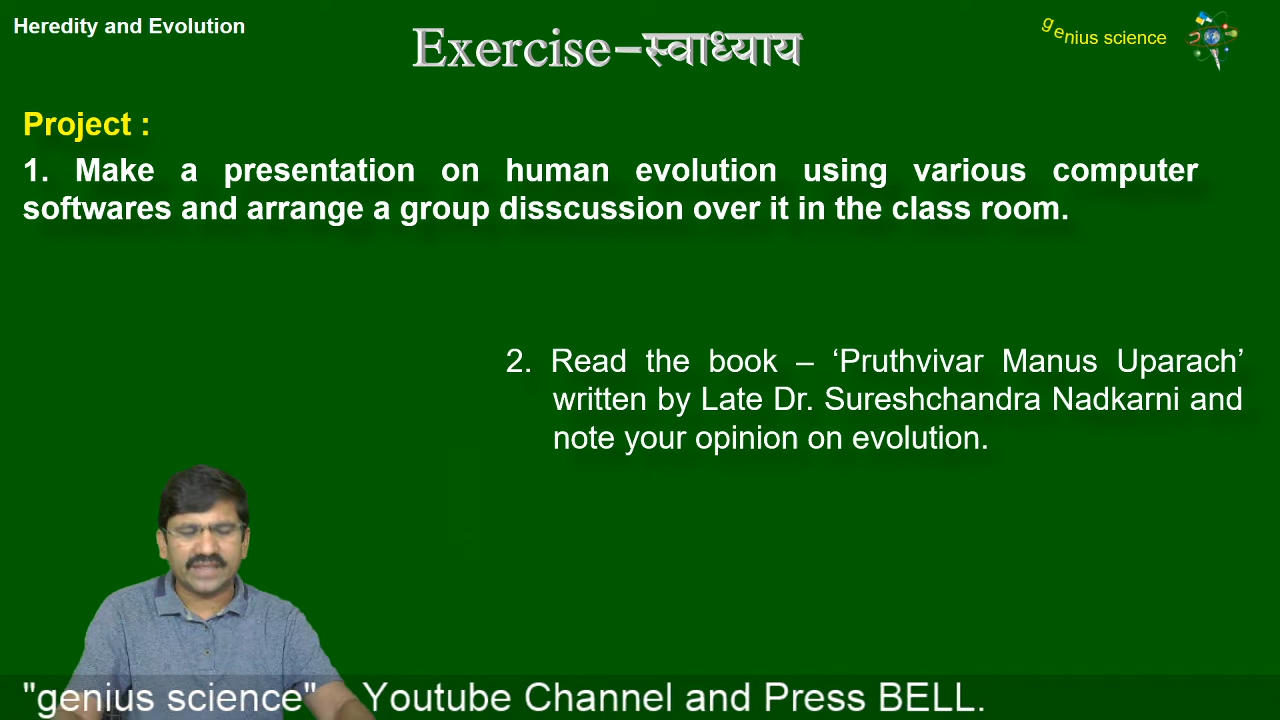 Heredity and Evolution
Exercise-स्वाध्याय
genius science
Project :
1. Make a presentation on human evolution using various computer
softwares and arrange a group disscussion over it in the class room.
2. Read the book – ‘Pruthvivar Manus Uparach’
written by Late Dr. Sureshchandra Nadkarni and
note your opinion on evolution.
"genius science" Youtube Channel and Press BELL.